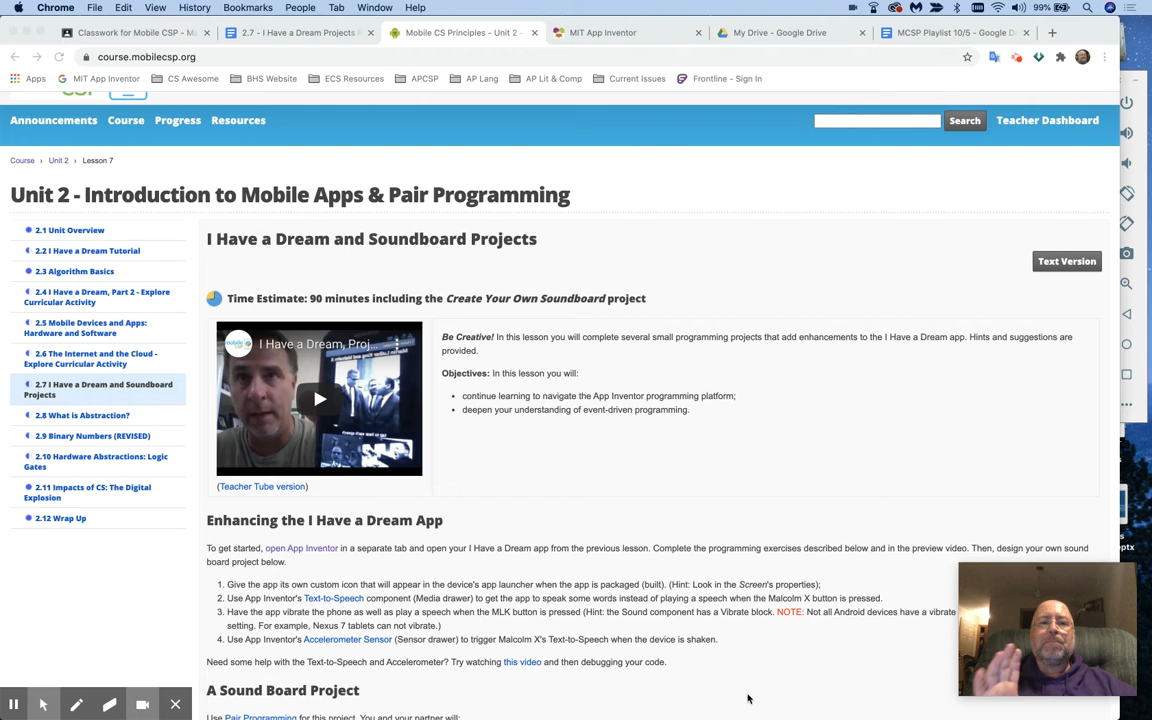 Chrome File Edit View History Bookmarks People Tab Window Help 99%
Classwork for Mobile CSP - M
2.7 - I Have a Dream Projects
Mobile CS Principles - Unit 2 -
MIT App Inventor
My Drive - Google Drive
MCSP Playlist 10/5 - Google D
course.mobilecsp.org
Apps MIT App Inventor CS Awesome BHS Website ECS Resources APCSP AP Lang AP Lit & Comp Current Issues Frontline - Sign In
Announcements Course Progress Resources Search Teacher Dashboard
Course › Unit 2 › Lesson 7
Unit 2 - Introduction to Mobile Apps & Pair Programming
2.1 Unit Overview
2.2 I Have a Dream Tutorial
2.3 Algorithm Basics
2.4 I Have a Dream, Part 2 - Explore
Curricular Activity
2.5 Mobile Devices and Apps:
Hardware and Software
2.6 The Internet and the Cloud -
Explore Curricular Activity
2.7 I Have a Dream and Soundboard
Projects
2.8 What is Abstraction?
2.9 Binary Numbers (REVISED)
2.10 Hardware Abstractions: Logic
Gates
2.11 Impacts of CS: The Digital
Explosion
2.12 Wrap Up
I Have a Dream and Soundboard Projects
Text Version
Time Estimate: 90 minutes including the Create Your Own Soundboard project
I Have a Dream, Proj...
(Teacher Tube version)
Be Creative! In this lesson you will complete several small programming projects that add enhancements to the I Have a Dream app. Hints and suggestions are
provided.
Objectives: In this lesson you will:
• continue learning to navigate the App Inventor programming platform;
• deepen your understanding of event-driven programming.
Enhancing the I Have a Dream App
To get started, open App Inventor in a separate tab and open your I Have a Dream app from the previous lesson. Complete the programming exercises described below and in the preview video. Then, design your own sound
board project below.
1. Give the app its own custom icon that will appear in the device's app launcher when the app is packaged (built). (Hint: Look in the Screen's properties);
2. Use App Inventor's Text-to-Speech component (Media drawer) to get the app to speak some words instead of playing a speech when the Malcolm X button is pressed.
3. Have the app vibrate the phone as well as play a speech when the MLK button is pressed (Hint: the Sound component has a Vibrate block. NOTE: Not all Android devices have a vibrate
setting. For example, Nexus 7 tablets can not vibrate.)
4. Use App Inventor's Accelerometer Sensor (Sensor drawer) to trigger Malcolm X's Text-to-Speech when the device is shaken.
Need some help with the Text-to-Speech and Accelerometer? Try watching this video and then debugging your code.
A Sound Board Project
Use Pair Programming for this project. You and your partner will: